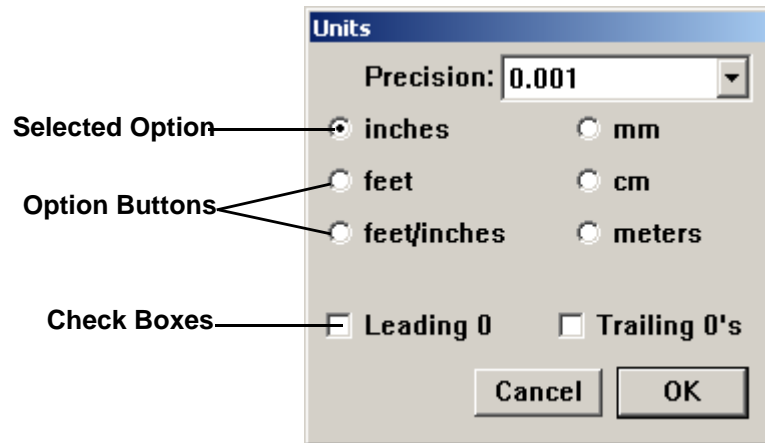 Units
Precision: 0.001
Selected Option inches mm
feet cm
Option Buttons
feet/inches meters
Check Boxes Leading 0 Trailing 0's
Cancel OK